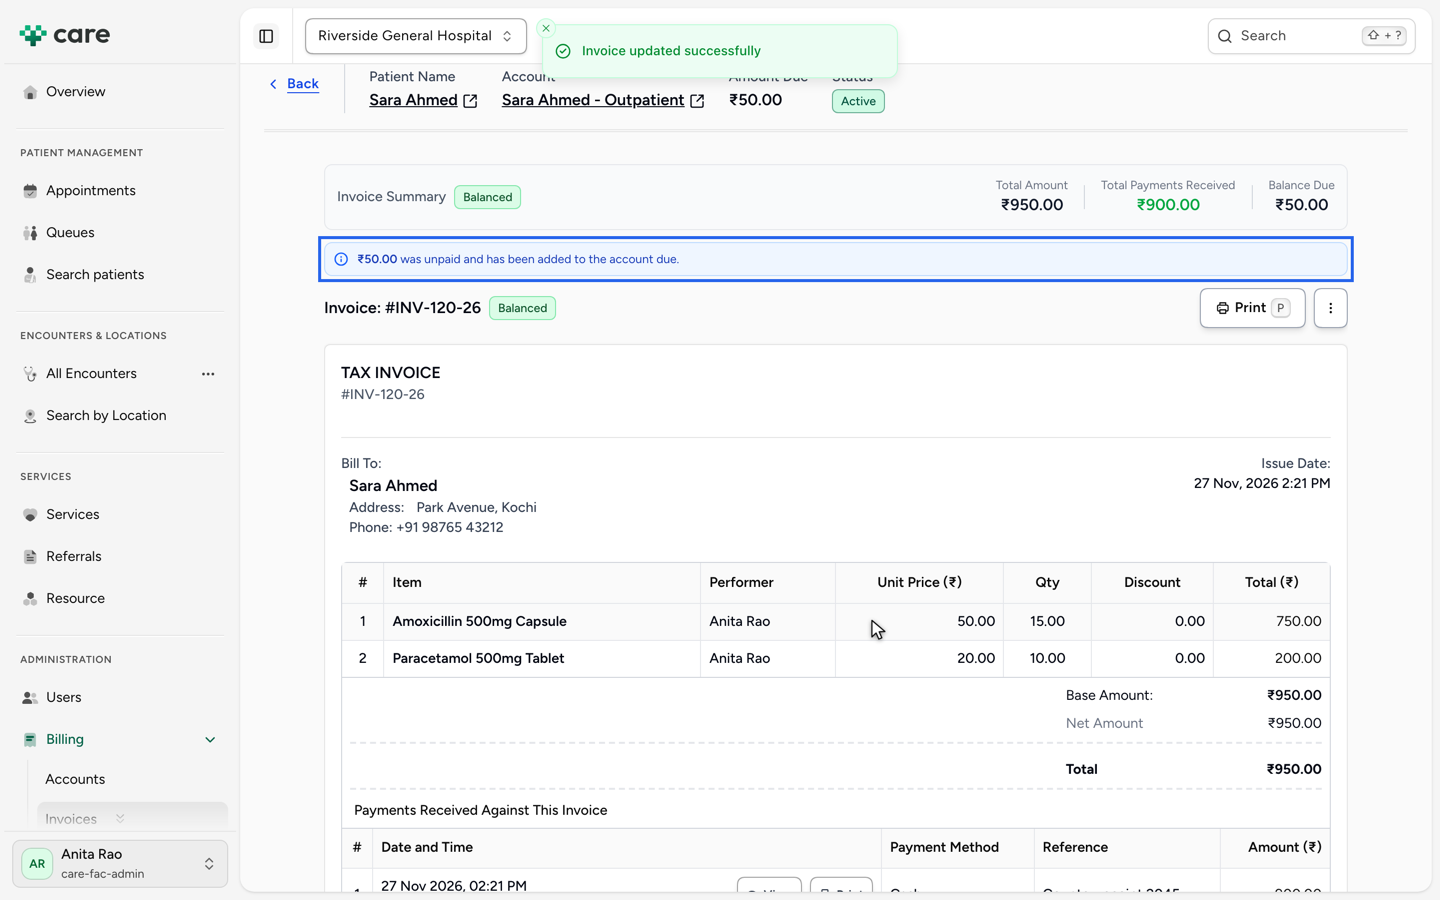 care
Riverside General Hospital
Invoice updated successfully
Search
+ ?
Overview
PATIENT MANAGEMENT
Appointments
Queues
Search patients
ENCOUNTERS & LOCATIONS
All Encounters
Search by Location
SERVICES
Services
Referrals
Resource
ADMINISTRATION
Users
Billing
Accounts
Invoices
AR
Anita Rao
care-fac-admin
Back
Patient Name
Sara Ahmed
Account
Sara Ahmed - Outpatient
Amount Due
₹50.00
Status
Active
Invoice Summary Balanced
Total Amount
₹950.00
Total Payments Received
₹900.00
Balance Due
₹50.00
₹50.00 was unpaid and has been added to the account due.
Invoice: #INV-120-26 Balanced
Print P
TAX INVOICE
#INV-120-26
Bill To:
Sara Ahmed
Address: Park Avenue, Kochi
Phone: +91 98765 43212
Issue Date:
27 Nov, 2026 2:21 PM
# Item Performer Unit Price (₹) Qty Discount Total (₹)
1 Amoxicillin 500mg Capsule Anita Rao 50.00 15.00 0.00 750.00
2 Paracetamol 500mg Tablet Anita Rao 20.00 10.00 0.00 200.00
Base Amount: ₹950.00
Net Amount ₹950.00
Total ₹950.00
Payments Received Against This Invoice
# Date and Time Payment Method Reference Amount (₹)
27 Nov 2026, 02:21 PM